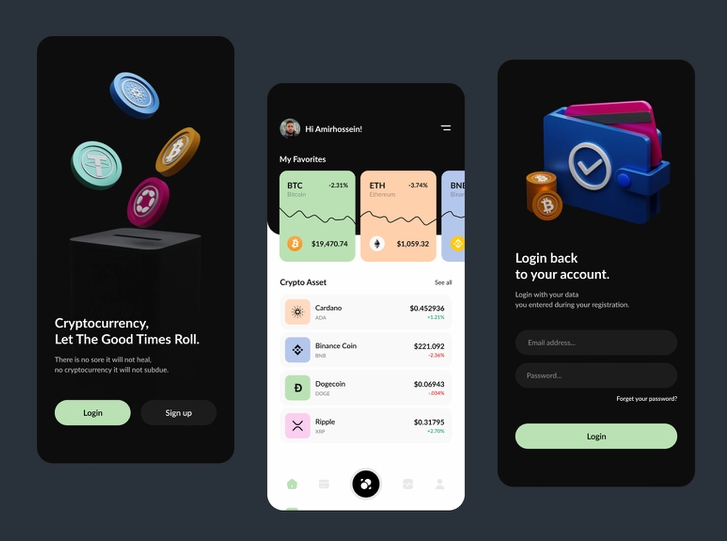 Cryptocurrency,
Let The Good Times Roll.
There is no sore it will not heal,
no cryptocurrency it will not subdue.
Login
Sign up
Hi Amirhossein!
My Favorites
BTC
-2.31%
Bitcoin
$19,470.74
ETH
-3.74%
Ethereum
$1,059.32
BNB
Bin
Crypto Asset
See all
Cardano
$0.452936
ADA
+1.21%
Binance Coin
$221.092
BNB
-2.36%
Dogecoin
$0.06943
DOGE
-.034%
Ripple
$0.31795
XRP
+2.70%
Login back
to your account.
Login with your data
you entered during your registration.
Email address...
Password...
Forget your password?
Login